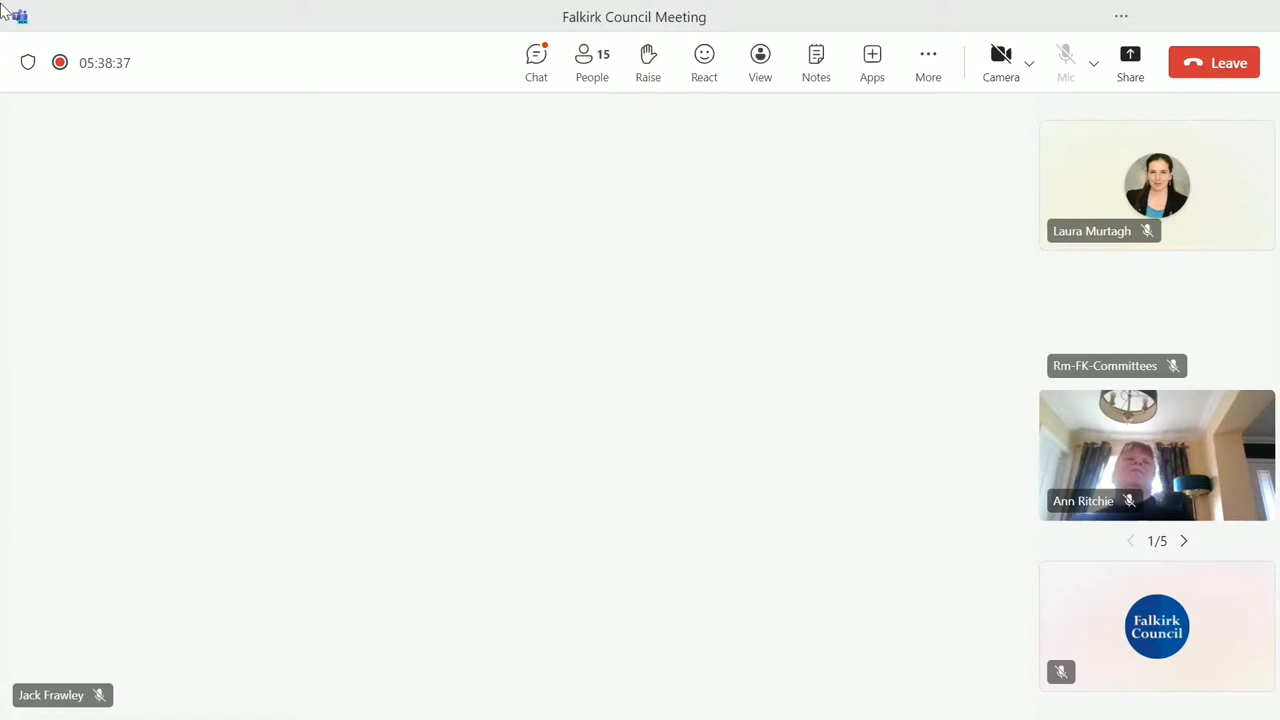 Falkirk Council Meeting
05:38:37
Chat
People 15
Raise
React
View
Notes
Apps
More
Camera
Mic
Share
Leave
Laura Murtagh
Rm-FK-Committees
Ann Ritchie
1/5
Falkirk
Council
Jack Frawley